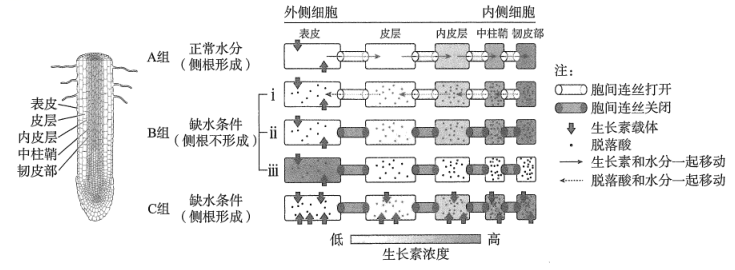 外侧细胞 内侧细胞
表皮 皮层 内皮层 中柱鞘 韧皮部
A组 正常水分
(侧根形成)
表皮
皮层
内皮层
中柱鞘
韧皮部
B组 缺水条件
(侧根不形成)
i
ii
iii
C组 缺水条件
(侧根形成)
低 高
生长素浓度
注：
胞间连丝打开
胞间连丝关闭
生长素载体
脱落酸
生长素和水分一起移动
脱落酸和水分一起移动